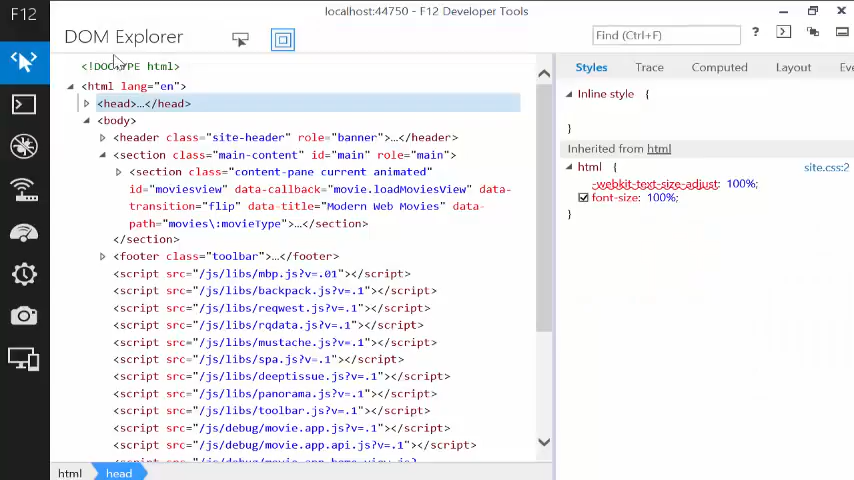 F12
localhost:44750 - F12 Developer Tools
DOM Explorer
Find (Ctrl+F)
?
<!DOCTYPE html>
<html lang="en">
<head>…</head>
<body>
<header class="site-header" role="banner">…</header>
<section class="main-content" id="main" role="main">
<section class="content-pane current animated"
id="moviesview" data-callback="movie.loadMoviesView" data-
transition="flip" data-title="Modern Web Movies" data-
path="movies\:movieType">…</section>
</section>
<footer class="toolbar">…</footer>
<script src="/js/libs/mbp.js?v=.01"></script>
<script src="/js/libs/backpack.js?v=.1"></script>
<script src="/js/libs/reqwest.js?v=.1"></script>
<script src="/js/libs/rqdata.js?v=.1"></script>
<script src="/js/libs/mustache.js?v=.1"></script>
<script src="/js/libs/spa.js?v=.1"></script>
<script src="/js/libs/deeptissue.js?v=.1"></script>
<script src="/js/libs/panorama.js?v=.1"></script>
<script src="/js/libs/toolbar.js?v=.1"></script>
<script src="/js/debug/movie.app.js?v=.1"></script>
<script src="/js/debug/movie.app.api.js?v=.1"></script>
html
head
Styles
Trace
Computed
Layout
Eve
Inline style {
}
Inherited from html
html {
site.css:2
-webkit-text-size-adjust: 100%;
font-size: 100%;
}